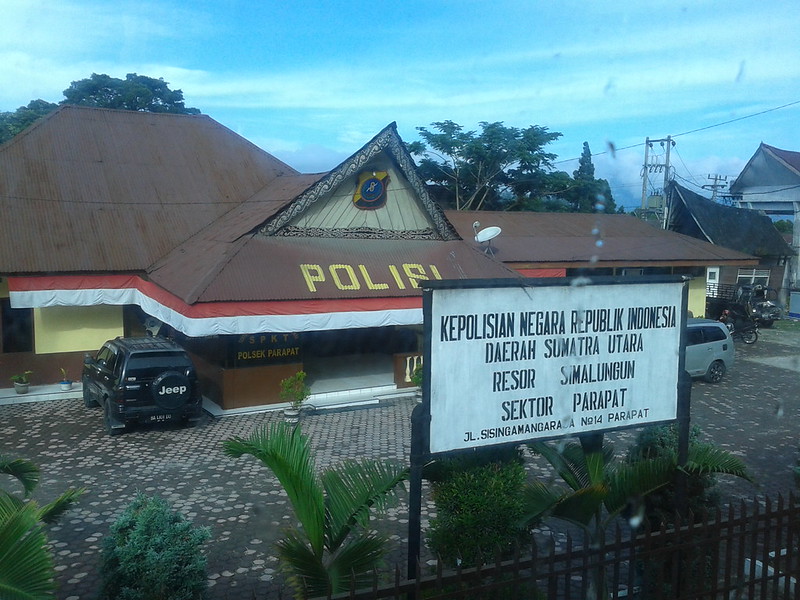 POLISI
SPKT
POLSEK PARAPAT
Jeep
KEPOLISIAN NEGARA REPUBLIK INDONESIA
DAERAH SUMATRA UTARA
RESOR SIMALUNGUN
SEKTOR PARAPAT
JL.SISINGAMANGARAJA No14 PARAPAT